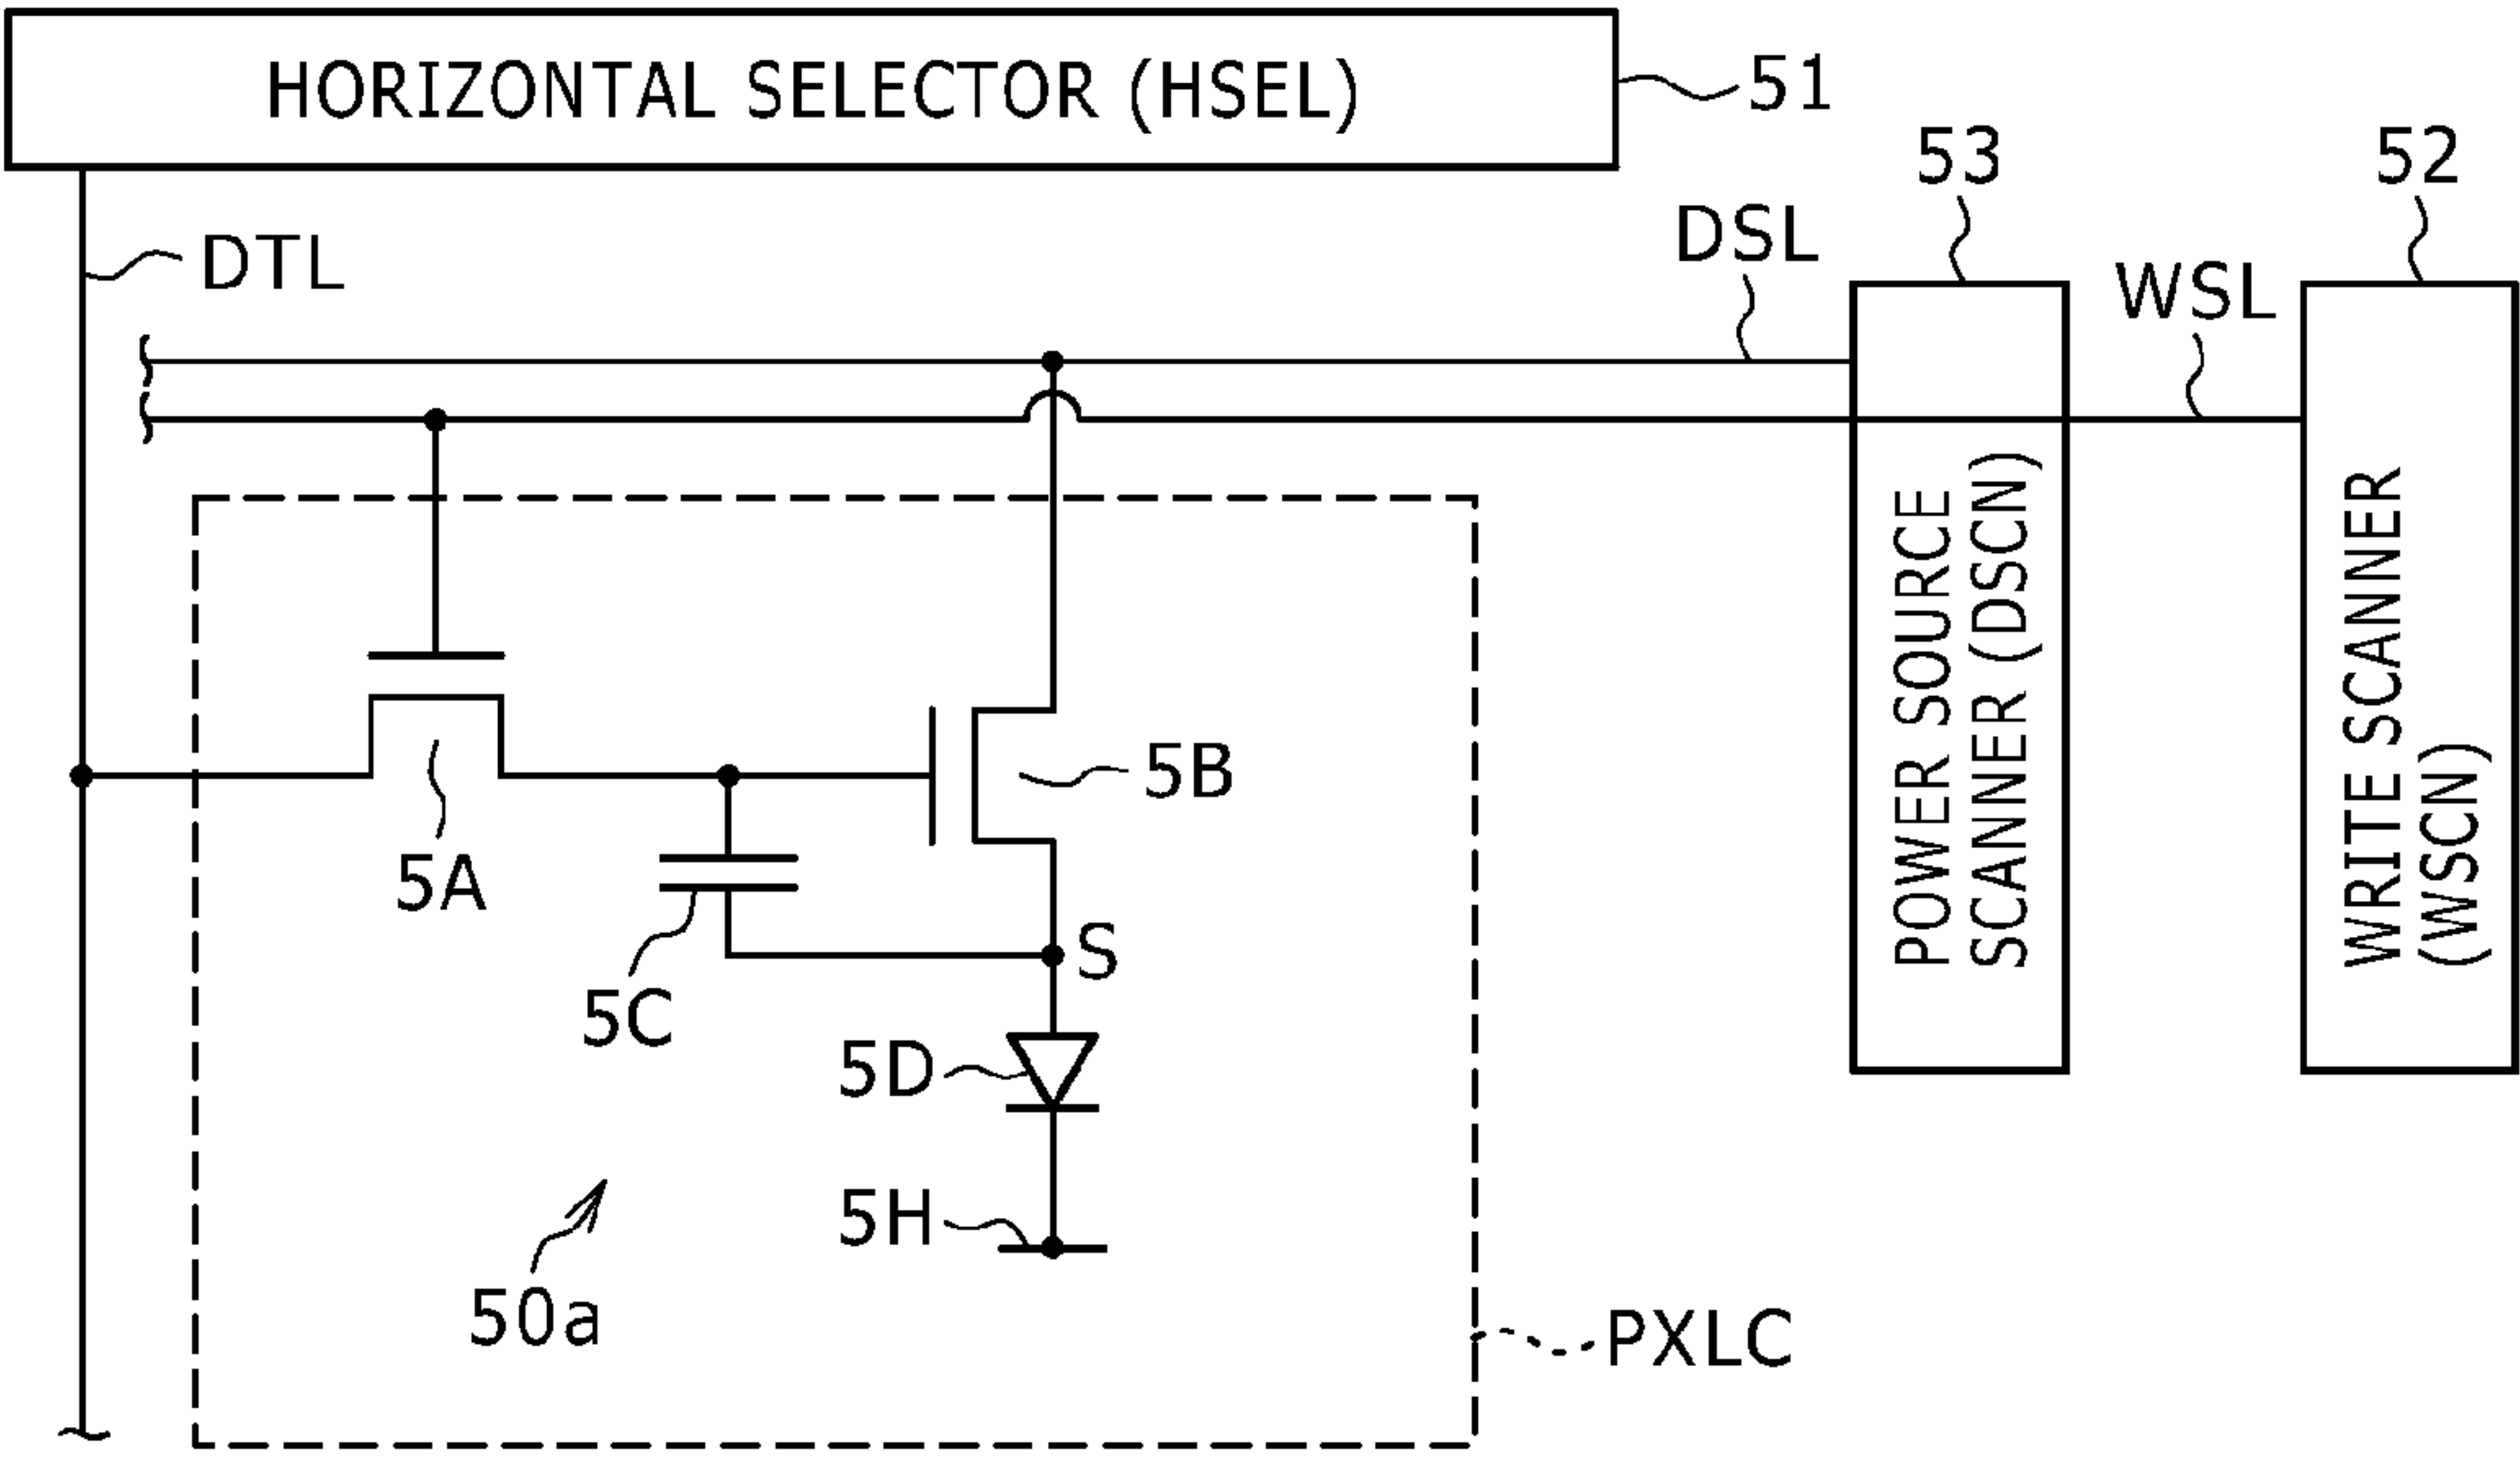 HORIZONTAL SELECTOR (HSEL)
51
53
52
DSL
DTL
WSL
POWER SOURCE
SCANNER (DSCN)
WRITE SCANNER
(WSCN)
5B
5A
S
5C
5D
5H
50a
PXLC